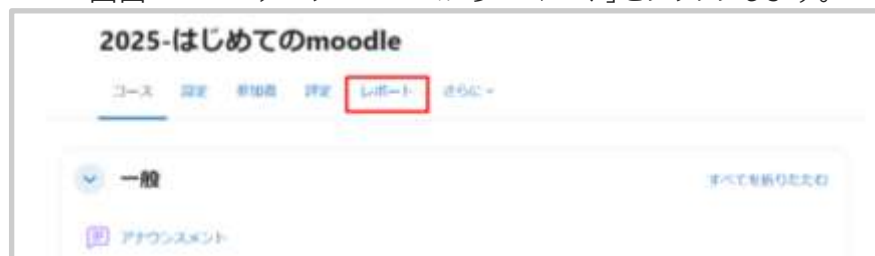 2025-はじめてのmoodle
コース 設定 参加者 評定 レポート さらに
一般 すべてを折りたたむ
アナウンスメント